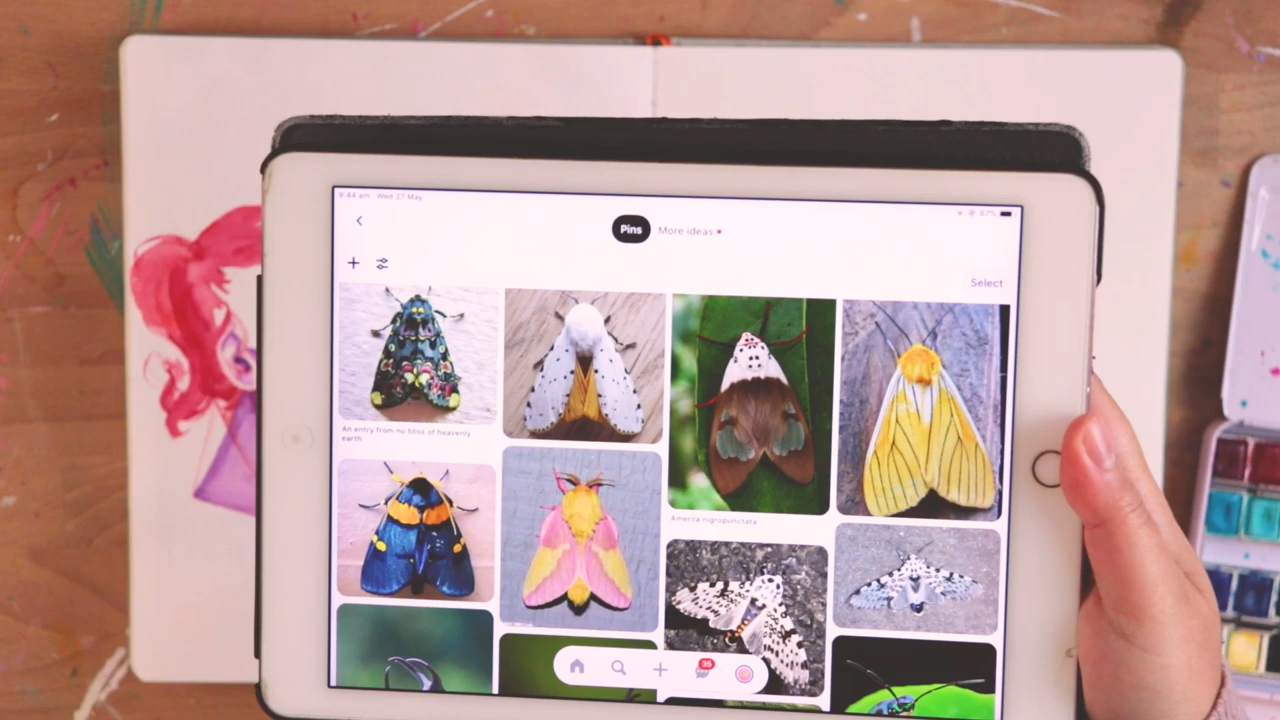 9:44 am Wed 27 May
87%
Pins
More ideas
Select
An entry from no bliss of heavenly
earth
Amerila nigropunctata
35